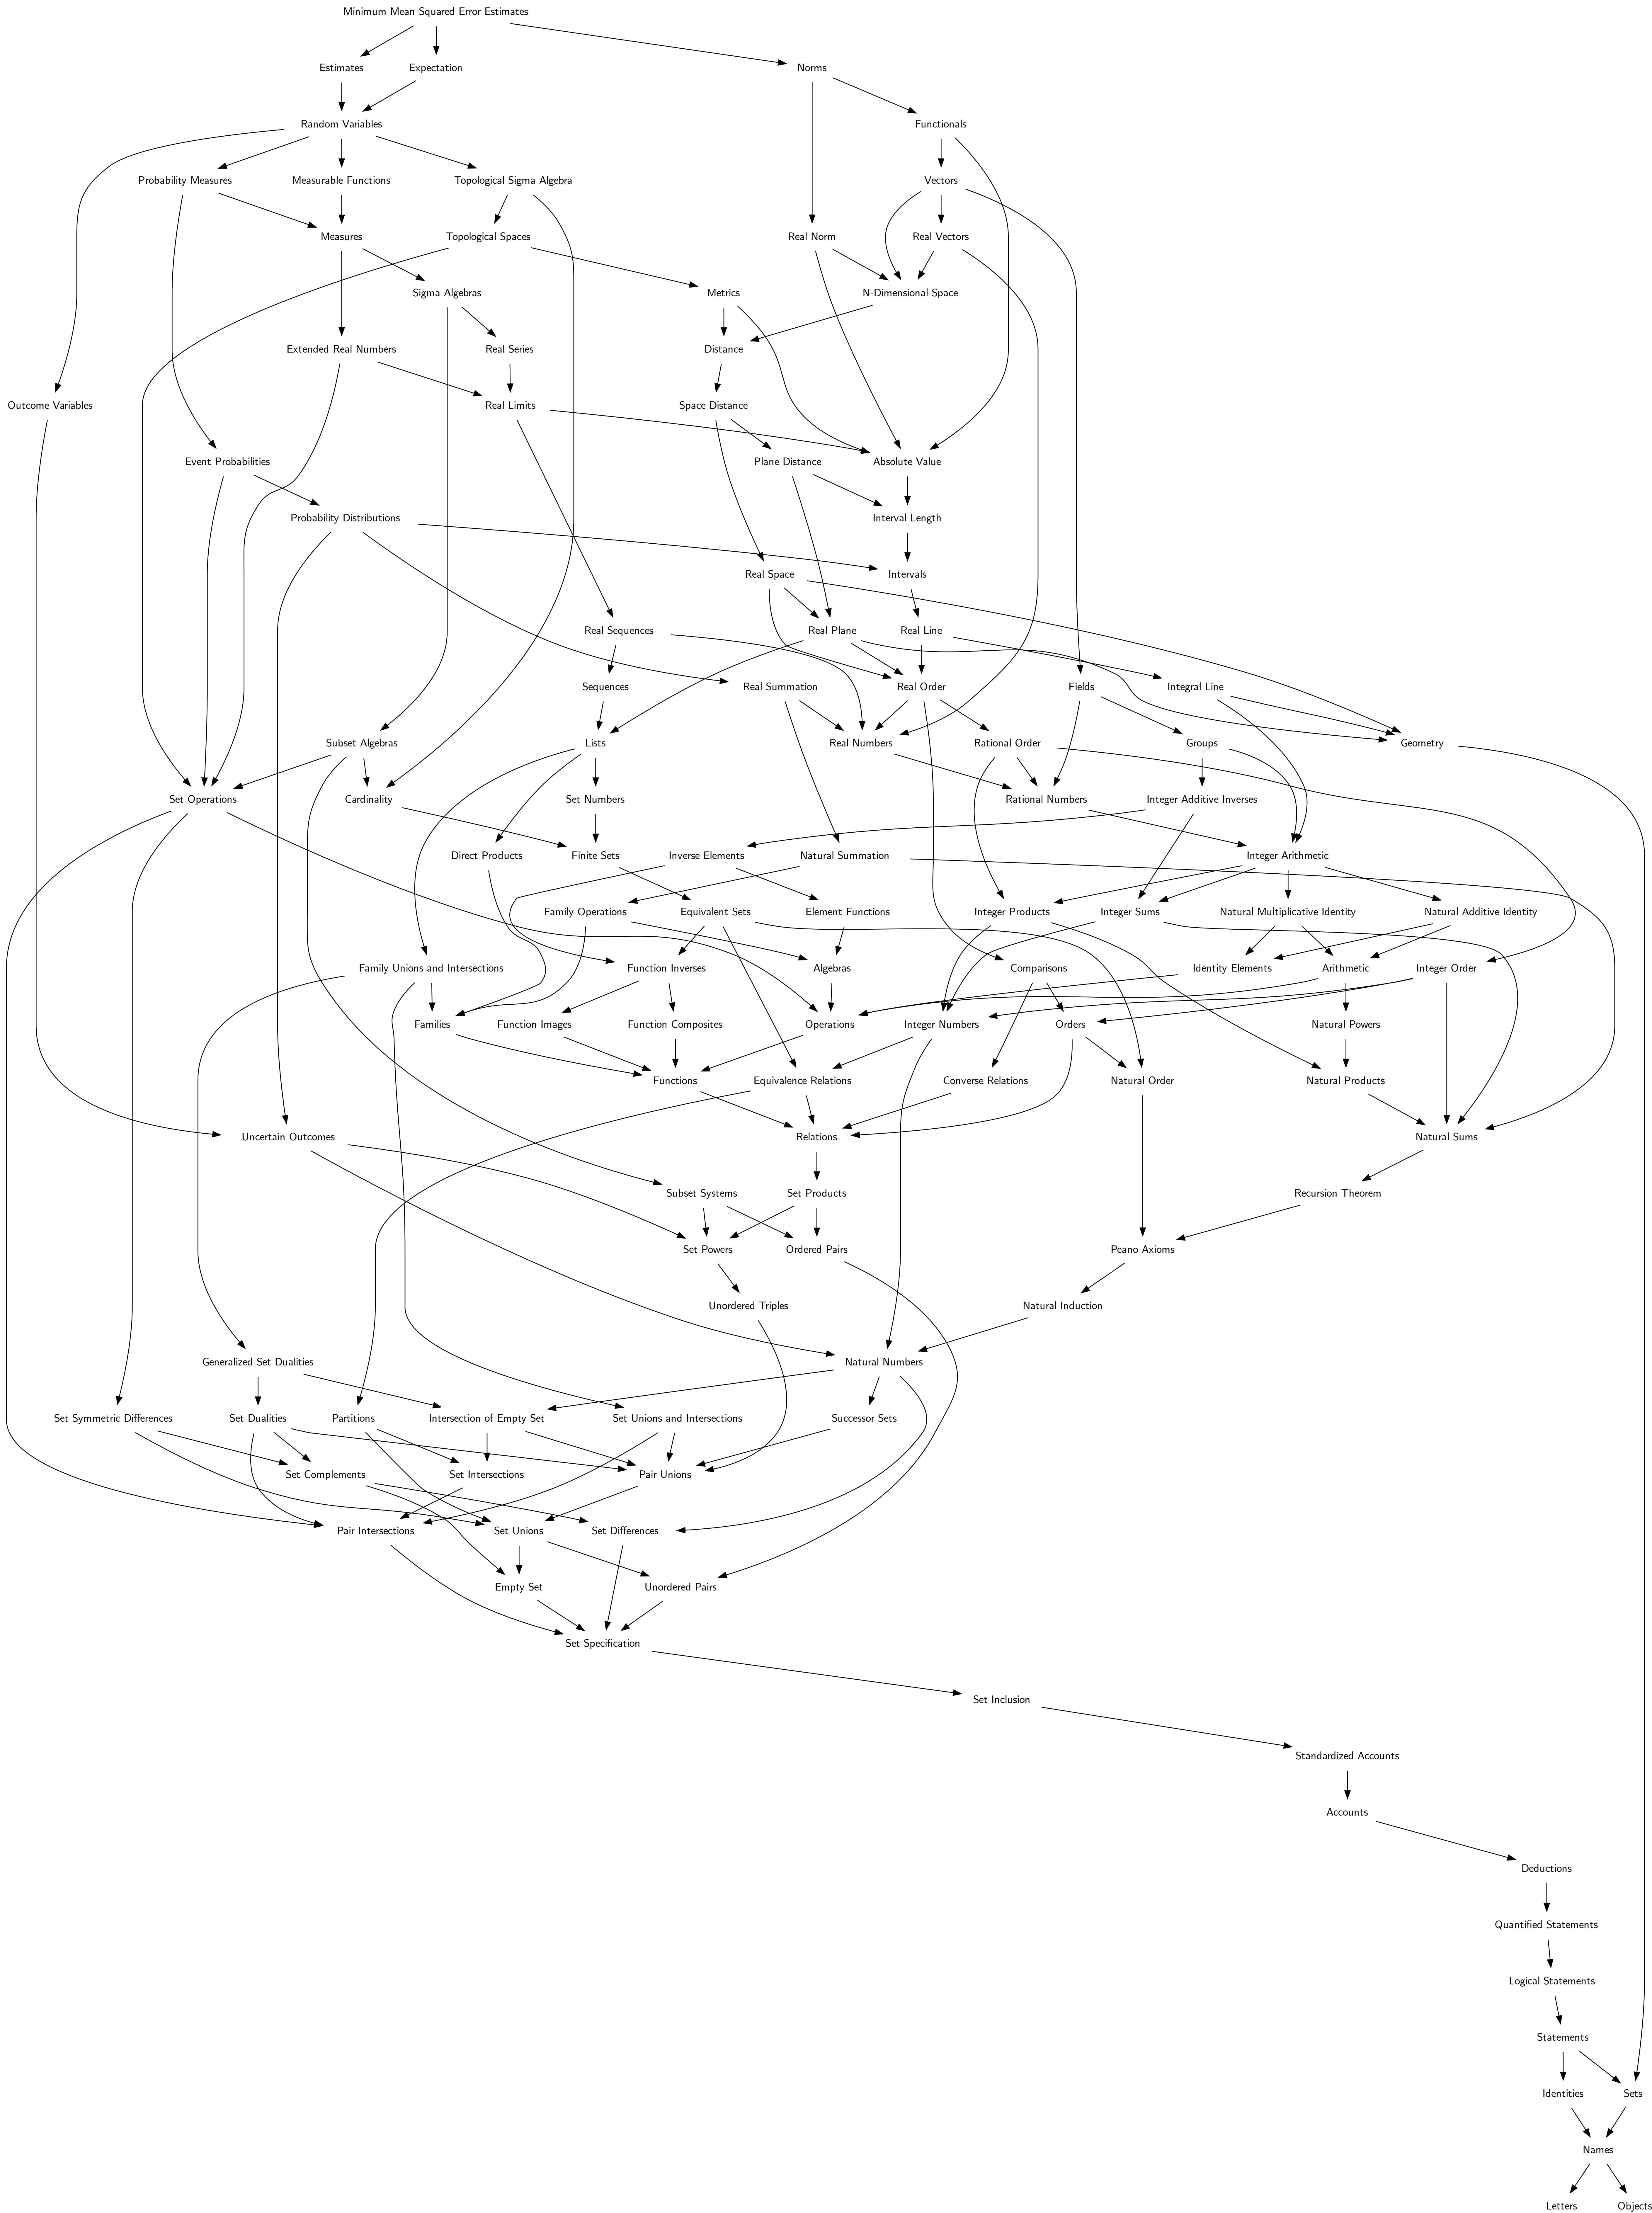 Minimum Mean Squared Error Estimates
Estimates
Expectation
Norms
Random Variables
Functionals
Probability Measures
Measurable Functions
Topological Sigma Algebra
Vectors
Measures
Topological Spaces
Real Norm
Real Vectors
Sigma Algebras
Metrics
N-Dimensional Space
Extended Real Numbers
Real Series
Distance
Outcome Variables
Real Limits
Space Distance
Event Probabilities
Plane Distance
Absolute Value
Probability Distributions
Interval Length
Real Space
Intervals
Real Sequences
Real Plane
Real Line
Sequences
Real Summation
Real Order
Fields
Integral Line
Subset Algebras
Lists
Real Numbers
Rational Order
Groups
Geometry
Set Operations
Cardinality
Set Numbers
Rational Numbers
Integer Additive Inverses
Direct Products
Finite Sets
Inverse Elements
Natural Summation
Integer Arithmetic
Family Operations
Equivalent Sets
Element Functions
Integer Products
Integer Sums
Natural Multiplicative Identity
Natural Additive Identity
Family Unions and Intersections
Function Inverses
Algebras
Comparisons
Identity Elements
Arithmetic
Integer Order
Families
Function Images
Function Composites
Operations
Integer Numbers
Orders
Natural Powers
Functions
Equivalence Relations
Converse Relations
Natural Order
Natural Products
Uncertain Outcomes
Relations
Natural Sums
Subset Systems
Set Products
Recursion Theorem
Set Powers
Ordered Pairs
Peano Axioms
Unordered Triples
Natural Induction
Generalized Set Dualities
Natural Numbers
Set Symmetric Differences
Set Dualities
Partitions
Intersection of Empty Set
Set Unions and Intersections
Successor Sets
Set Complements
Set Intersections
Pair Unions
Pair Intersections
Set Unions
Set Differences
Empty Set
Unordered Pairs
Set Specification
Set Inclusion
Standardized Accounts
Accounts
Deductions
Quantified Statements
Logical Statements
Statements
Identities
Sets
Names
Letters
Objects